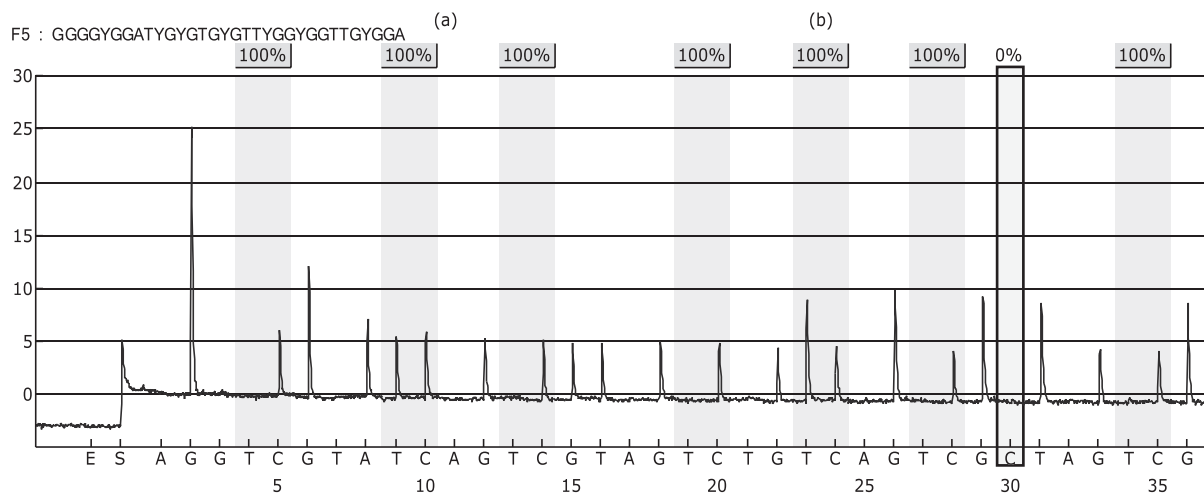 (a) (b)
F5 : GGGGYGGATYGYGTGYGTTYGGYGGTTGYGGA
100% 100% 100% 100% 100% 100% 0% 100%
30
25
20
15
10
5
0
E S A G G T C G T A T C A G T C G T A G T C T G T C A G T C G C T A G T C G
5 10 15 20 25 30 35